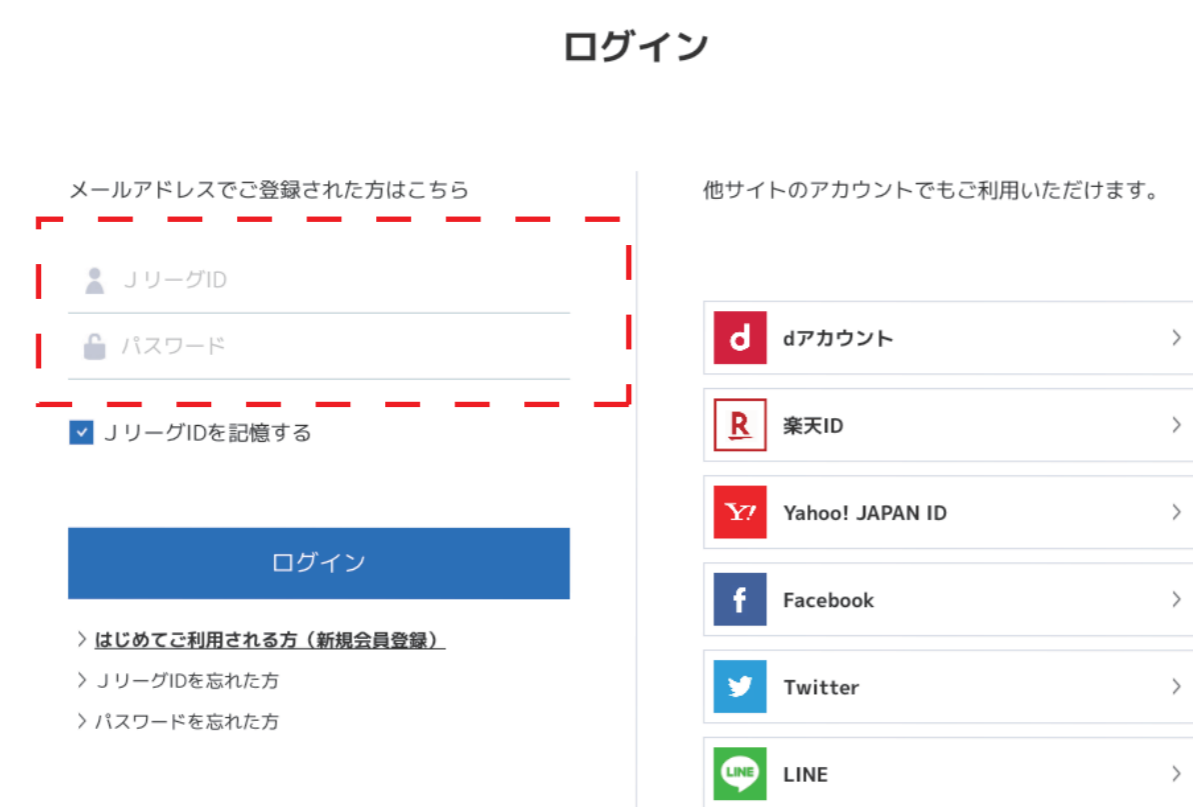 ログイン
メールアドレスでご登録された方はこちら
ＪリーグID
パスワード
ＪリーグIDを記憶する
ログイン
はじめてご利用される方（新規会員登録）
ＪリーグIDを忘れた方
パスワードを忘れた方
他サイトのアカウントでもご利用いただけます。
d dアカウント
R 楽天ID
Y! Yahoo! JAPAN ID
f Facebook
Twitter
LINE LINE